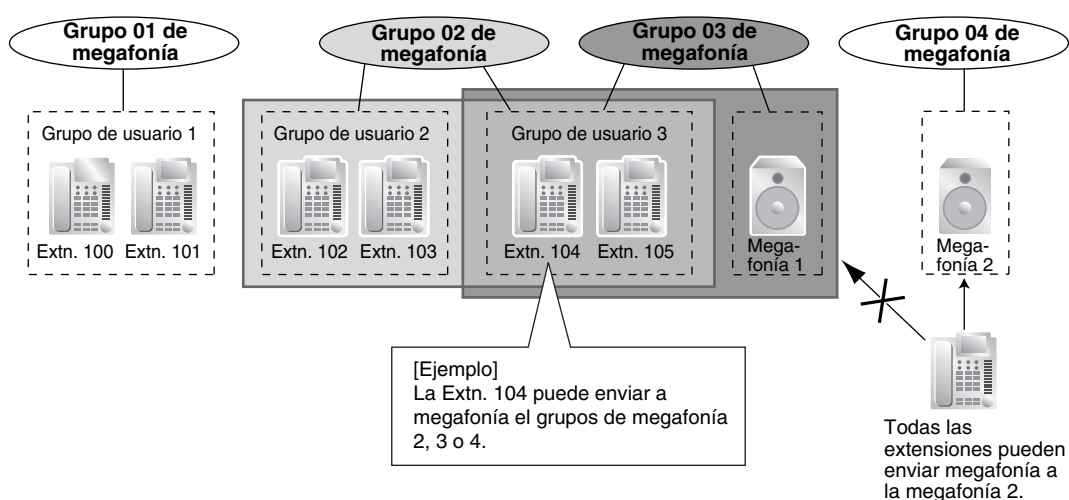 Grupo 01 de
megafonía
Grupo 02 de
megafonía
Grupo 03 de
megafonía
Grupo 04 de
megafonía
Grupo de usuario 1
Grupo de usuario 2
Grupo de usuario 3
Extn. 100
Extn. 101
Extn. 102
Extn. 103
Extn. 104
Extn. 105
Mega-
fonía 1
Mega-
fonía 2
[Ejemplo]
La Extn. 104 puede enviar a
megafonía el grupos de megafonía
2, 3 o 4.
Todas las
extensiones pueden
enviar megafonía a
la megafonía 2.